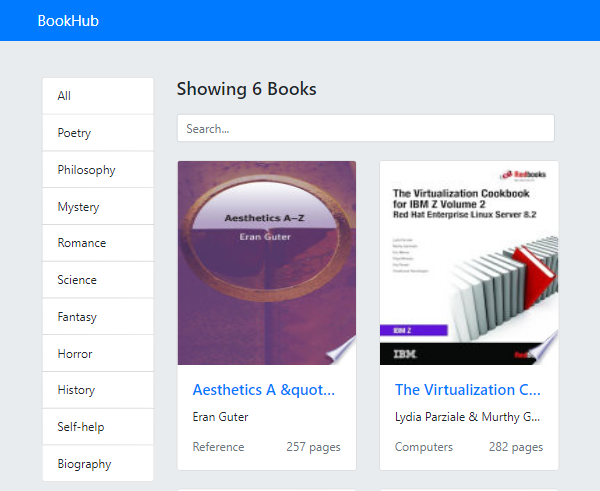 BookHub
All
Poetry
Philosophy
Mystery
Romance
Science
Fantasy
Horror
History
Self-help
Biography
Showing 6 Books
Search...
Aesthetics A–Z
Eran Guter
Aesthetics A &quot...
Eran Guter
Reference
257 pages
Redbooks
The Virtualization Cookbook
for IBM Z Volume 2
Red Hat Enterprise Linux Server 8.2
IBM Z
IBM
The Virtualization C...
Lydia Parziale & Murthy G...
Computers
282 pages